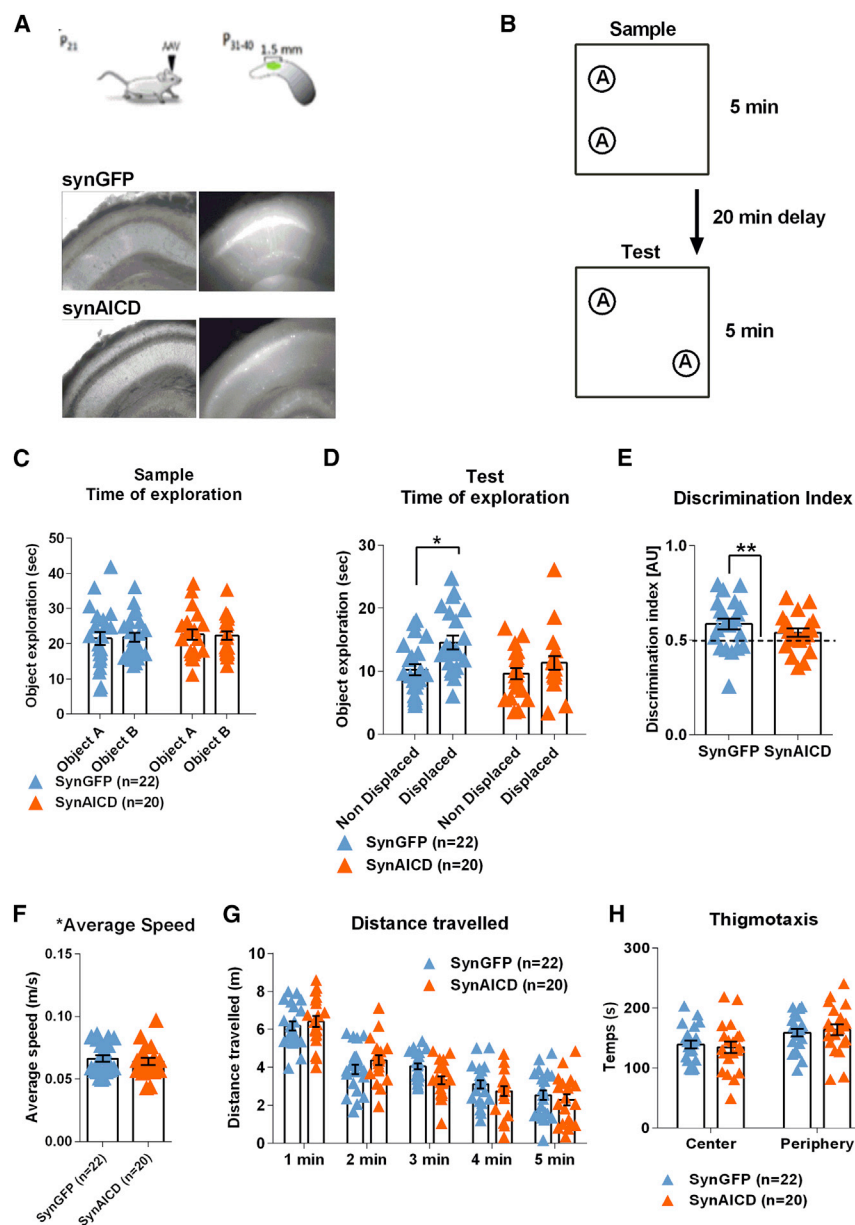 A
P21
AAV
P31-40
1.5 mm
synGFP
synAICD
B
Sample
A
A
5 min
20 min delay
Test
A
A
5 min
C
Sample
Time of exploration
Object exploration (sec)
50
40
30
20
10
0
Object A
Object B
Object A
Object B
SynGFP (n=22)
SynAICD (n=20)
D
Test
Time of exploration
Object exploration (sec)
30
20
10
0
*
Non Displaced
Displaced
Non Displaced
Displaced
SynGFP (n=22)
SynAICD (n=20)
E
Discrimination Index
Discrimination index [AU]
1.0
0.5
0.0
**
SynGFP
SynAICD
F
*Average Speed
Average speed (m/s)
0.15
0.10
0.05
0.00
SynGFP (n=22)
SynAICD (n=20)
G
Distance travelled
Distance travelled (m)
10
8
6
4
2
0
SynGFP (n=22)
SynAICD (n=20)
1 min
2 min
3 min
4 min
5 min
H
Thigmotaxis
Temps (s)
300
200
100
0
Center
Periphery
SynGFP (n=22)
SynAICD (n=20)